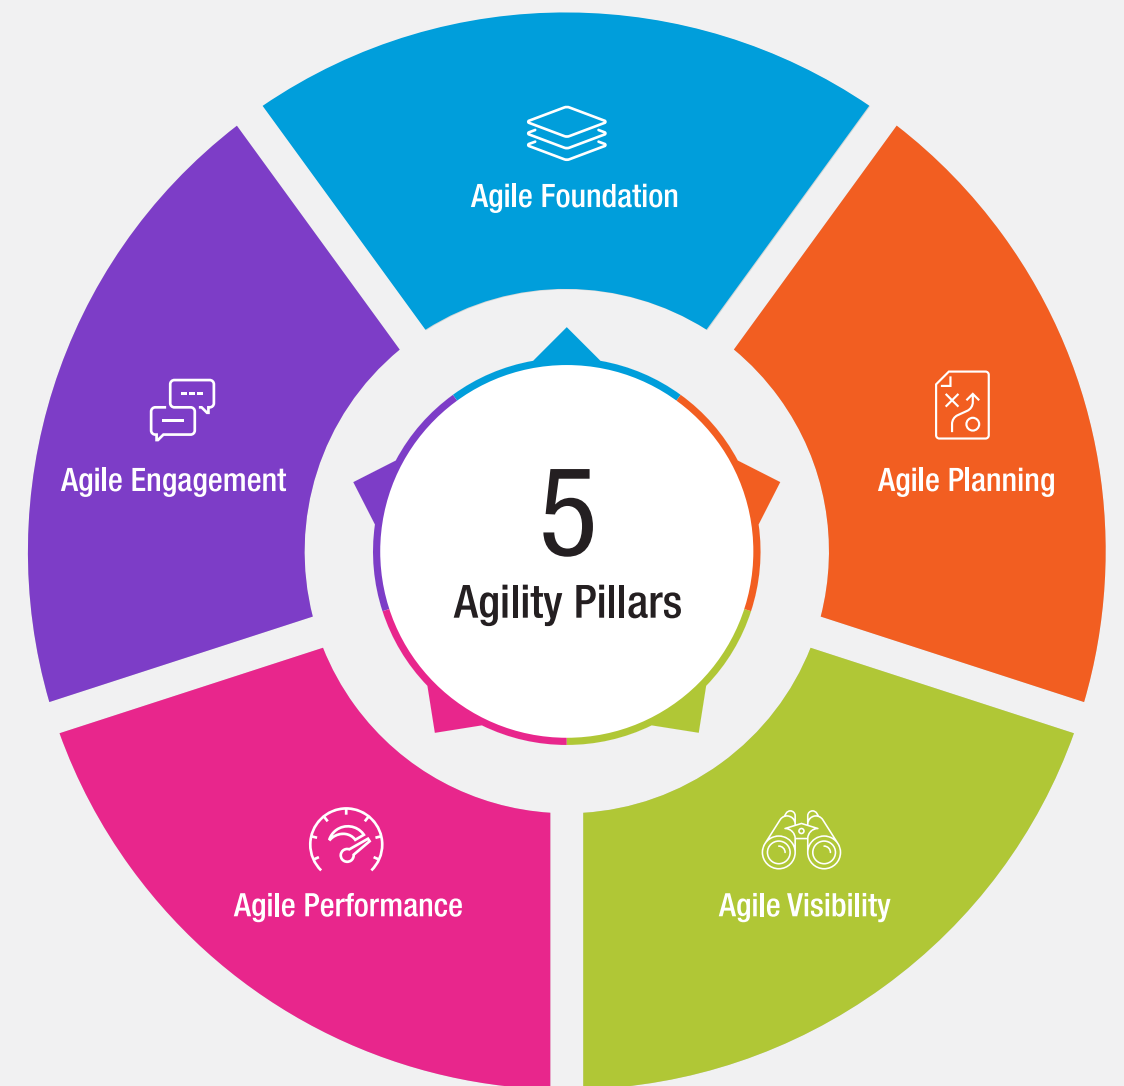 Agile Foundation
Agile Planning
Agile Visibility
Agile Performance
Agile Engagement
5
Agility Pillars